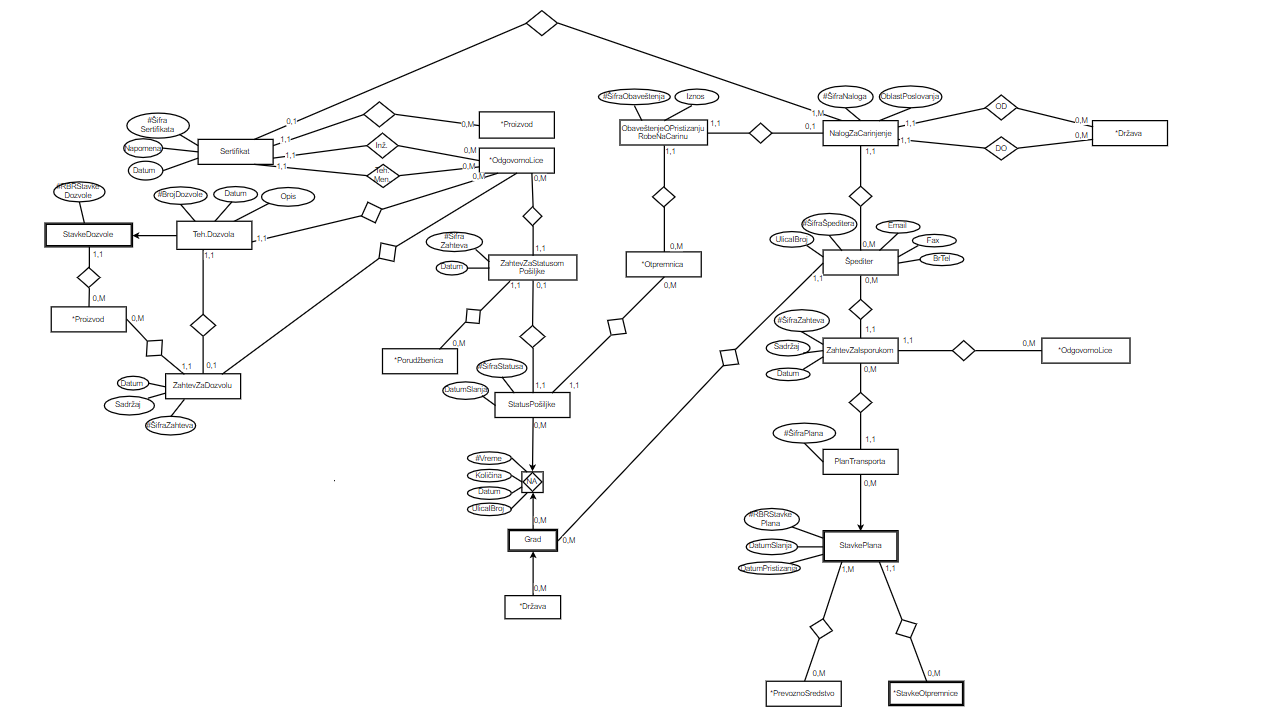 #ŠifraObaveštenja
Iznos
#ŠifraNaloga
OblastPoslovanja
OD
0,M
1,M
0,1
1,1
0,M
#Šifra
Sertifikata
*Proizvod
ObaveštenjeOPristizanju
RobeNaCarinu
1,1
0,1
NalogZaCarinjenje
1,1
*Država
0,M
1,1
DO
Napomena
Sertifikat
1,1
Inž.
0,M
*OdgovornoLice
1,1
1,1
Datum
1,1
Teh.
Men.
0,M
0,M
0,M
#RBRStavke
Dozvole
#BrojDozvole
Datum
Opis
#ŠifraŠpeditera
Email
StavkeDozvole
Teh.Dozvola
1,1
#Šifra
Zahteva
UlicaIBroj
Fax
0,M
1,1
1,1
1,1
0,M
BrTel
Datum
ZahtevZaStatusom
Pošiljke
*Otpremnica
Špediter
1,1
0,M
1,1
0,1
0,M
0,M
*Proizvod
0,M
#ŠifraZahteva
1,1
0,M
Sadržaj
ZahtevZaIsporukom
1,1
0,M
*OdgovornoLice
*Porudžbenica
1,1
0,1
#ŠifraStatusa
Datum
0,M
Datum
ZahtevZaDozvolu
DatumSlanja
1,1
1,1
Sadržaj
StatusPošiljke
#ŠifraZahteva
0,M
#ŠifraPlana
1,1
#Vreme
PlanTransporta
Količina
NA
0,M
Datum
UlicaIBroj
0,M
#RBRStavke
Plana
Grad
0,M
DatumSlanja
StavkePlana
DatumPristizanja
1,M
1,1
0,M
*Država
0,M
0,M
*PrevoznoSredstvo
*StavkeOtpremnice